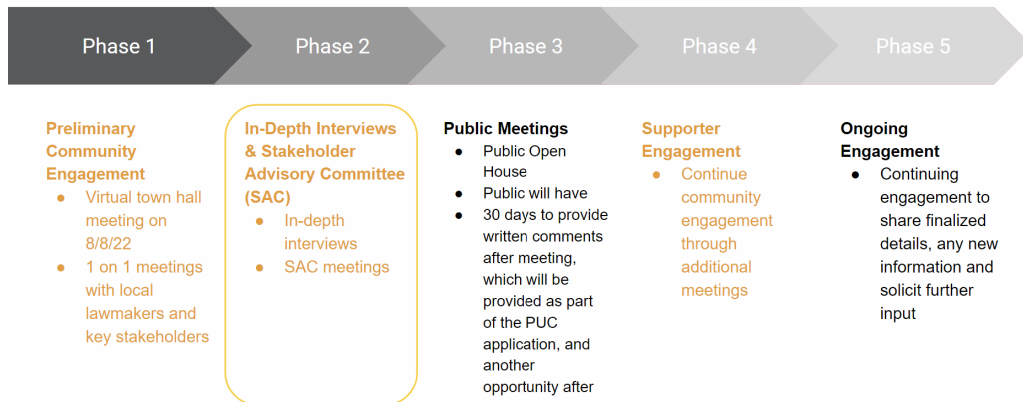 Phase 1
Phase 2
Phase 3
Phase 4
Phase 5
Preliminary
Community
Engagement
● Virtual town hall
meeting on
8/8/22
● 1 on 1 meetings
with local
lawmakers and
key stakeholders
In-Depth Interviews
& Stakeholder
Advisory Committee
(SAC)
● In-depth
interviews
● SAC meetings
Public Meetings
● Public Open
House
● Public will have
● 30 days to provide
written comments
after meeting,
which will be
provided as part
of the PUC
application, and
another
opportunity after
Supporter
Engagement
● Continue
community
engagement
through
additional
meetings
Ongoing
Engagement
● Continuing
engagement to
share finalized
details, any new
information and
solicit further
input